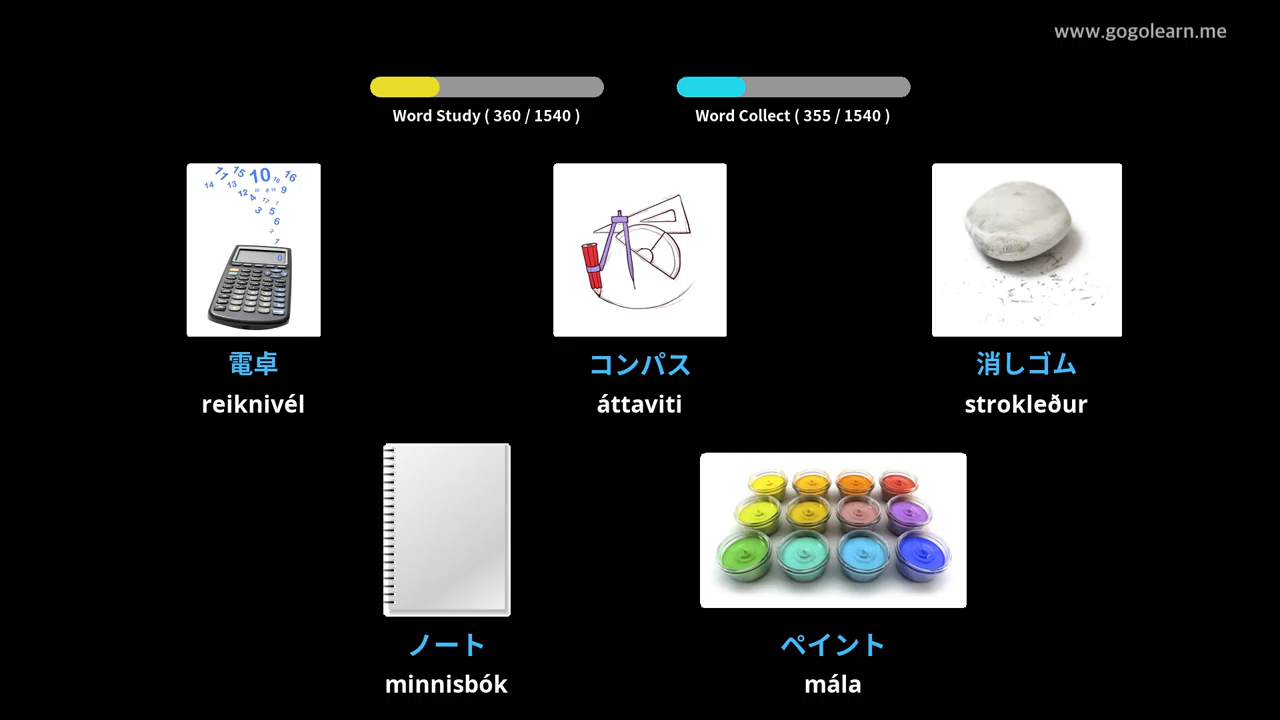 www.gogolearn.me
Word Study ( 360 / 1540 )
Word Collect ( 355 / 1540 )
電卓
reiknivél
コンパス
áttaviti
消しゴム
strokleður
ノート
minnisbók
ペイント
mála